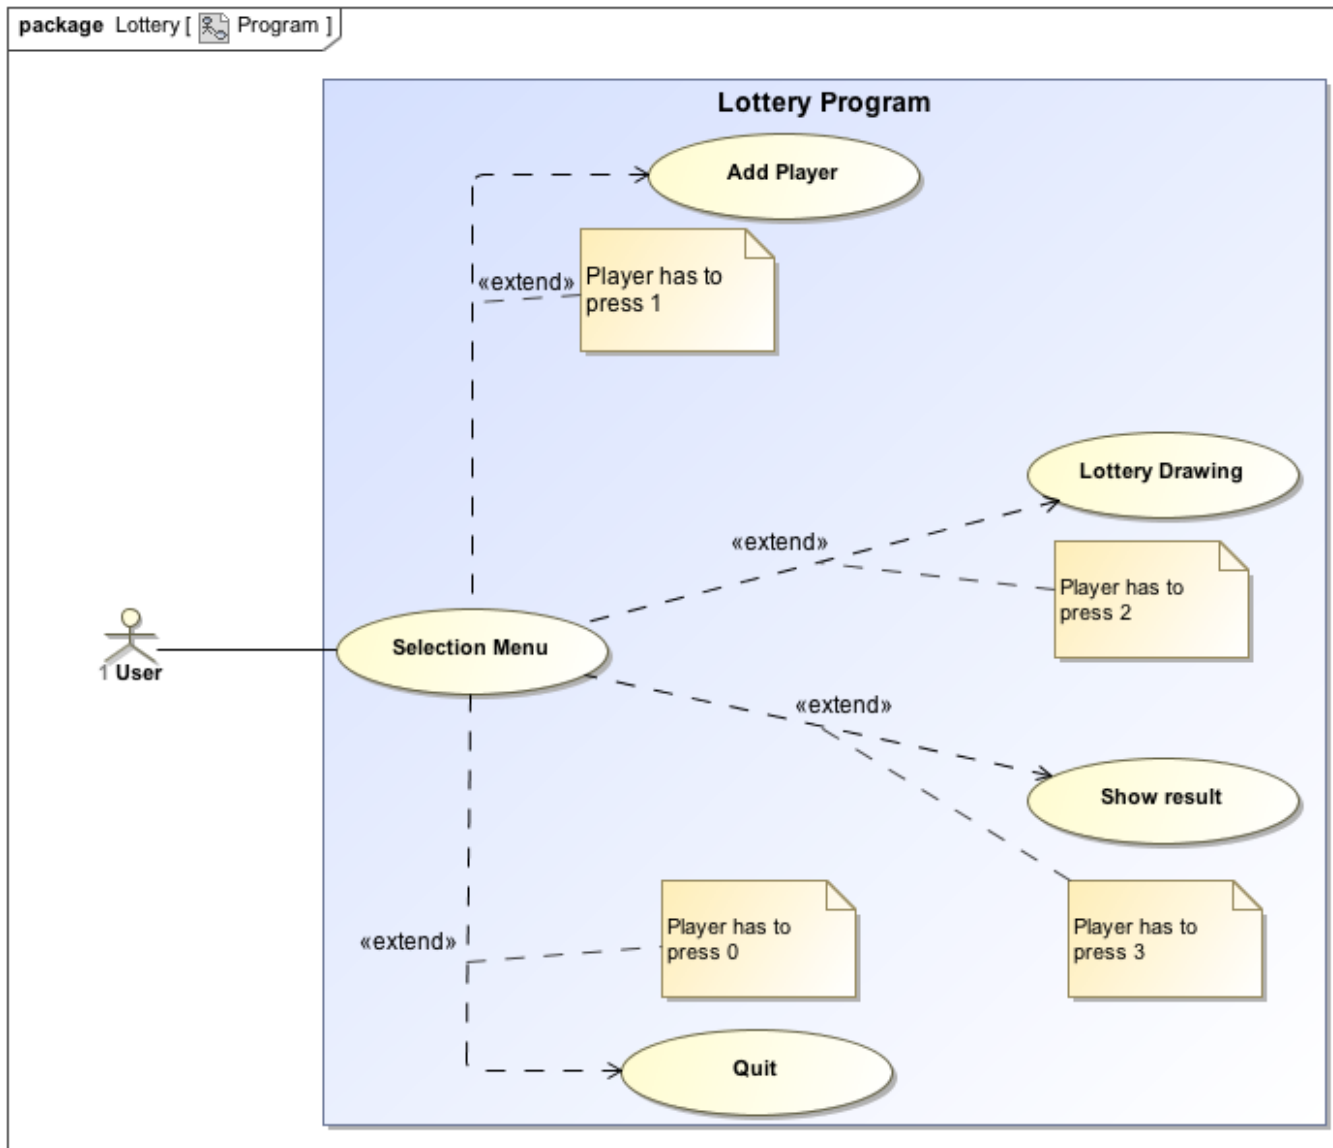 package Lottery [ Program ]
Lottery Program
Add Player
«extend»
Player has to
press 1
Lottery Drawing
«extend»
Player has to
press 2
1 User
Selection Menu
«extend»
Show result
Player has to
press 3
«extend»
Player has to
press 0
Quit